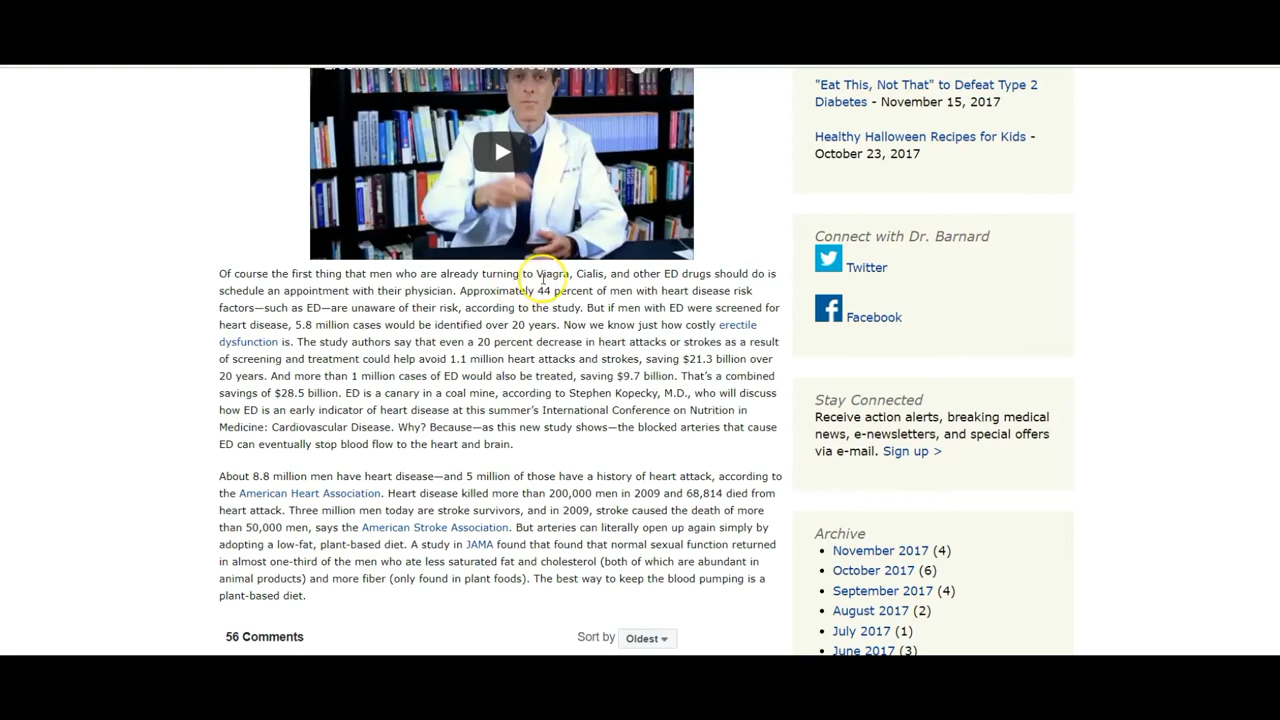 Of course the first thing that men who are already turning to Viagra, Cialis, and other ED drugs should do is
schedule an appointment with their physician. Approximately 44 percent of men with heart disease risk
factors—such as ED—are unaware of their risk, according to the study. But if men with ED were screened for
heart disease, 5.8 million cases would be identified over 20 years. Now we know just how costly erectile
dysfunction is. The study authors say that even a 20 percent decrease in heart attacks or strokes as a result
of screening and treatment could help avoid 1.1 million heart attacks and strokes, saving $21.3 billion over
20 years. And more than 1 million cases of ED would also be treated, saving $9.7 billion. That's a combined
savings of $28.5 billion. ED is a canary in a coal mine, according to Stephen Kopecky, M.D., who will discuss
how ED is an early indicator of heart disease at this summer's International Conference on Nutrition in
Medicine: Cardiovascular Disease. Why? Because—as this new study shows—the blocked arteries that cause
ED can eventually stop blood flow to the heart and brain.
About 8.8 million men have heart disease—and 5 million of those have a history of heart attack, according to
the American Heart Association. Heart disease killed more than 200,000 men in 2009 and 68,814 died from
heart attack. Three million men today are stroke survivors, and in 2009, stroke caused the death of more
than 50,000 men, says the American Stroke Association. But arteries can literally open up again simply by
adopting a low-fat, plant-based diet. A study in JAMA found that found that normal sexual function returned
in almost one-third of the men who ate less saturated fat and cholesterol (both of which are abundant in
animal products) and more fiber (only found in plant foods). The best way to keep the blood pumping is a
plant-based diet.
56 Comments
Sort by Oldest
"Eat This, Not That" to Defeat Type 2
Diabetes - November 15, 2017
Healthy Halloween Recipes for Kids -
October 23, 2017
Connect with Dr. Barnard
Twitter
Facebook
Stay Connected
Receive action alerts, breaking medical
news, e-newsletters, and special offers
via e-mail. Sign up >
Archive
November 2017 (4)
October 2017 (6)
September 2017 (4)
August 2017 (2)
July 2017 (1)
June 2017 (3)